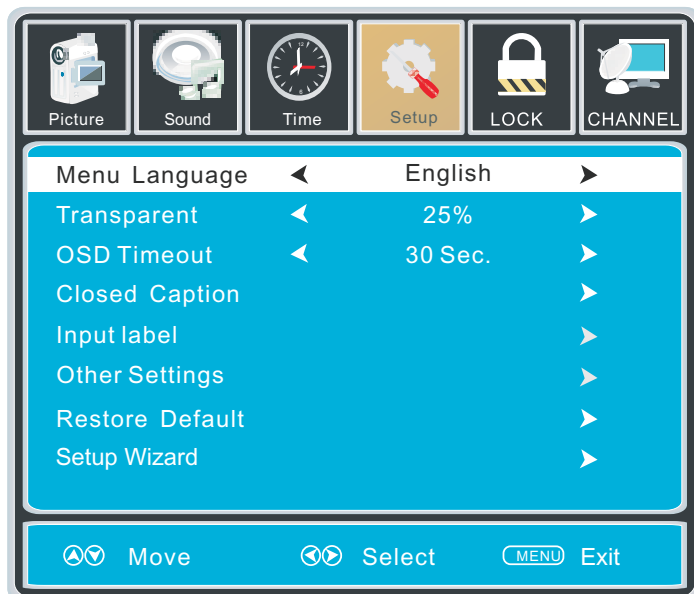 Picture Sound Time Setup LOCK CHANNEL
Menu Language English
Transparent 25%
OSD Timeout 30 Sec.
Closed Caption
Input label
Other Settings
Restore Default
Setup Wizard
Move Select MENU Exit